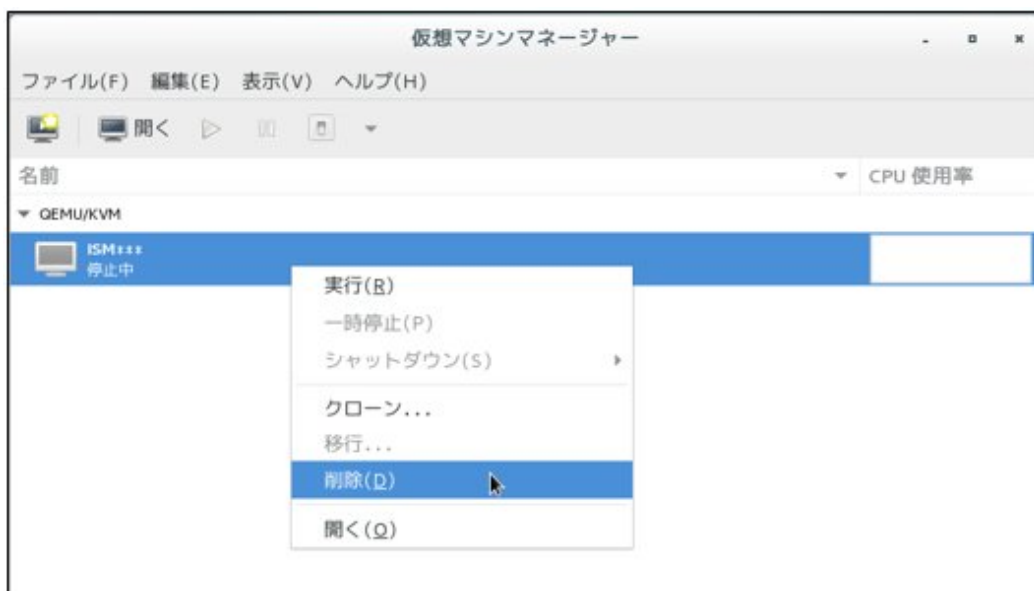 仮想マシンマネージャー
ファイル(F) 編集(E) 表示(V) ヘルプ(H)
開く
名前 CPU 使用率
QEMU/KVM
ISM***
停止中
実行(R)
一時停止(P)
シャットダウン(S)
クローン...
移行...
削除(D)
開く(O)